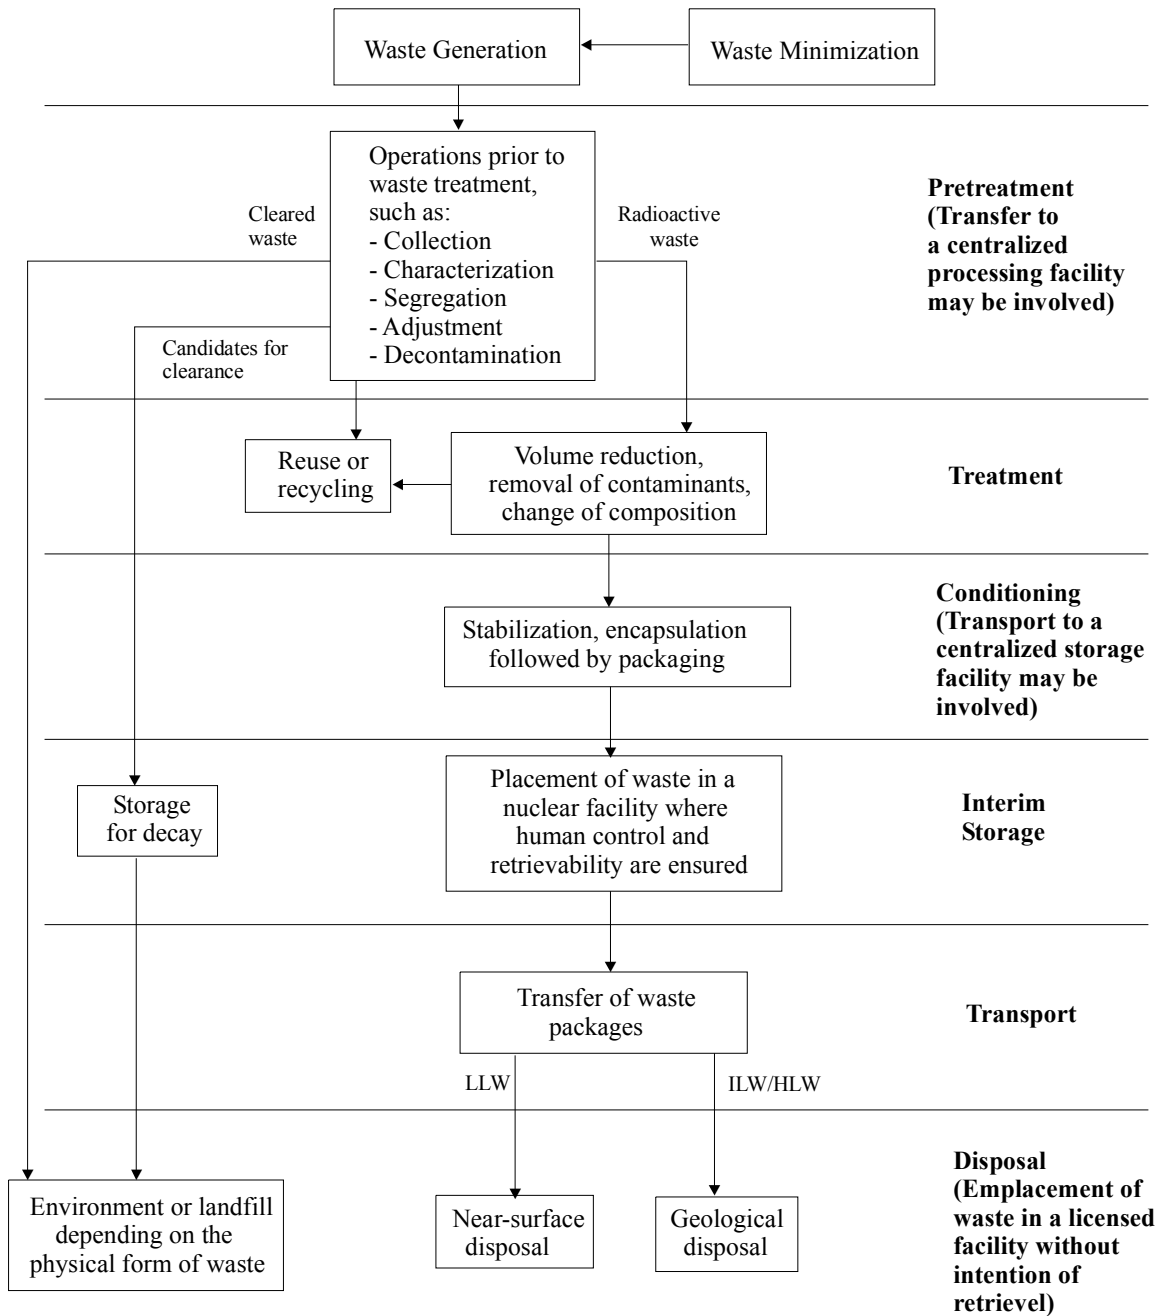 Waste Generation
Waste Minimization
Operations prior to
waste treatment,
such as:
- Collection
- Characterization
- Segregation
- Adjustment
- Decontamination
Cleared
waste
Radioactive
waste
Candidates for
clearance
Pretreatment
(Transfer to
a centralized
processing facility
may be involved)
Reuse or
recycling
Volume reduction,
removal of contaminants,
change of composition
Treatment
Stabilization, encapsulation
followed by packaging
Conditioning
(Transport to a
centralized storage
facility may be
involved)
Storage
for decay
Placement of waste in a
nuclear facility where
human control and
retrievability are ensured
Interim
Storage
Transfer of waste
packages
Transport
LLW
ILW/HLW
Environment or landfill
depending on the
physical form of waste
Near-surface
disposal
Geological
disposal
Disposal
(Emplacement of
waste in a licensed
facility without
intention of
retrievel)